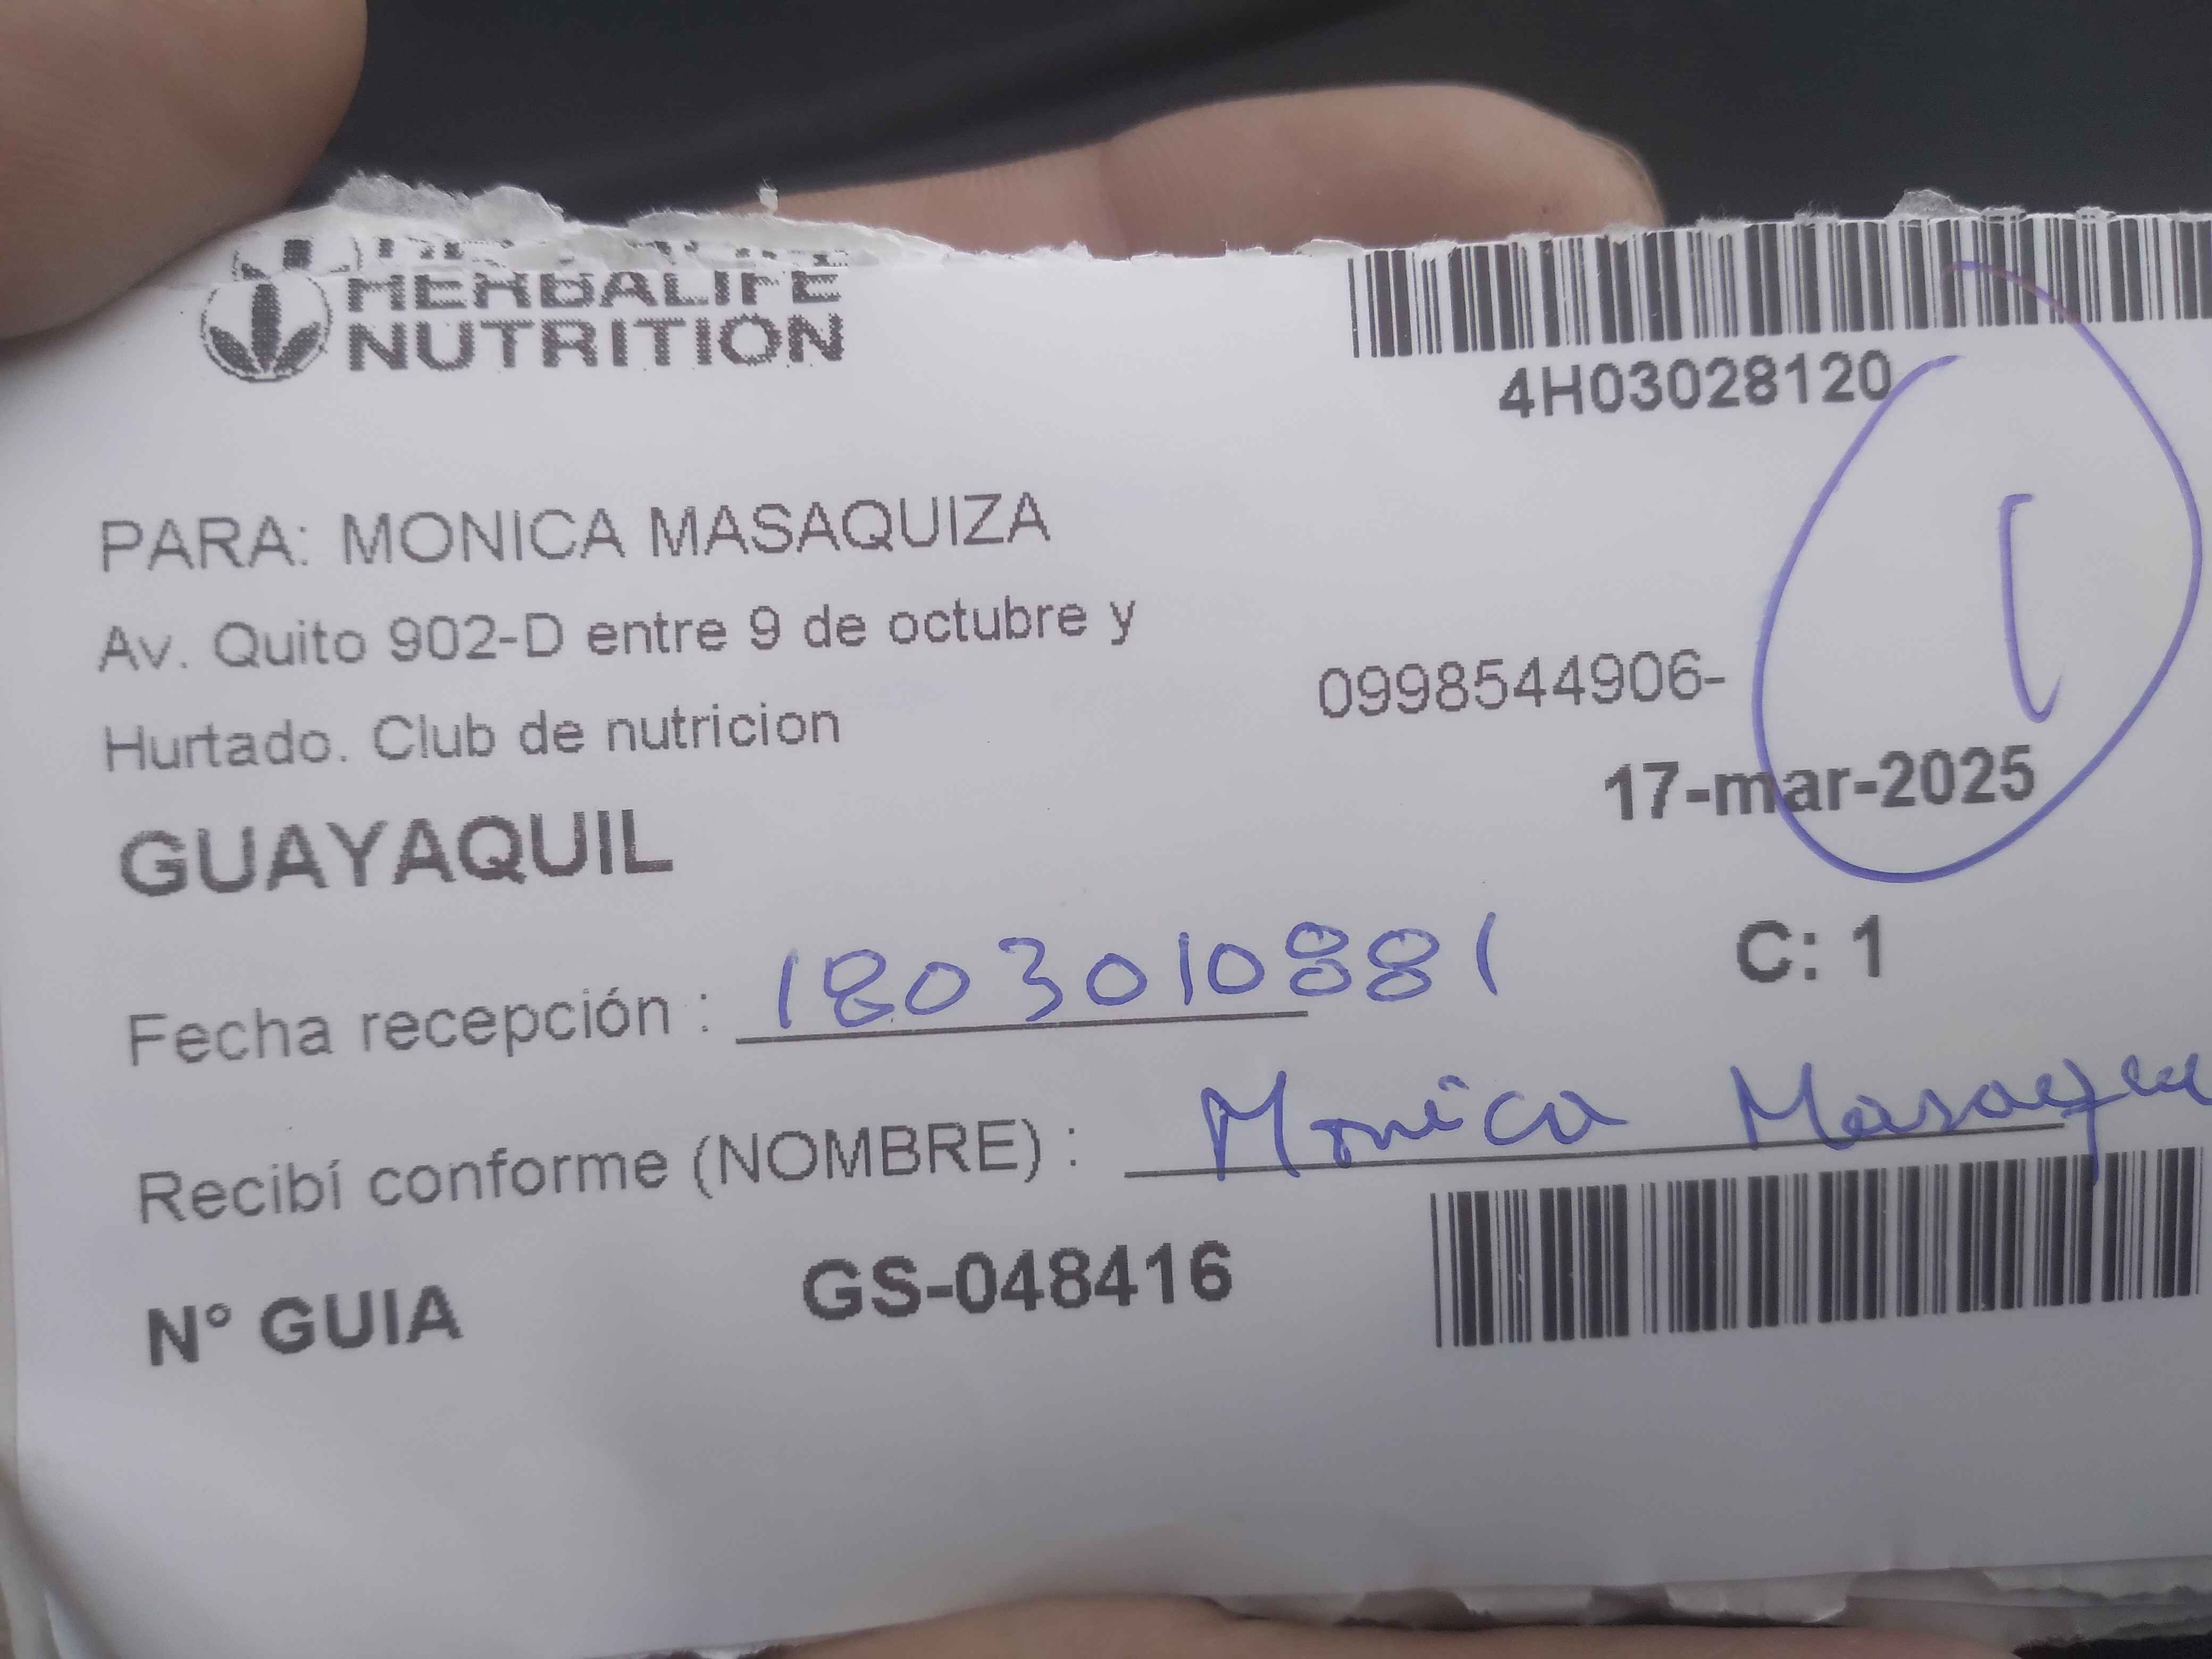 HERBALIFE
NUTRITION
4H03028120
PARA: MONICA MASAQUIZA
Av. Quito 902-D entre 9 de octubre y
Hurtado. Club de nutricion
0998544906-
1
17-mar-2025
GUAYAQUIL
C: 1
Fecha recepción : 1803010881
Recibí conforme (NOMBRE) : Monica
Nº GUIA GS-048416